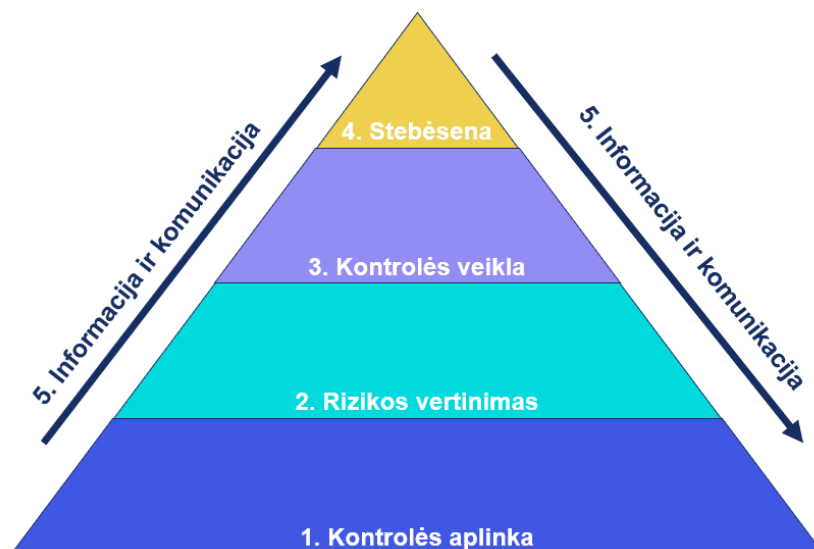 4. Stebėsena
3. Kontrolės veikla
2. Rizikos vertinimas
1. Kontrolės aplinka
5. Informacija ir komunikacija
5. Informacija ir komunikacija